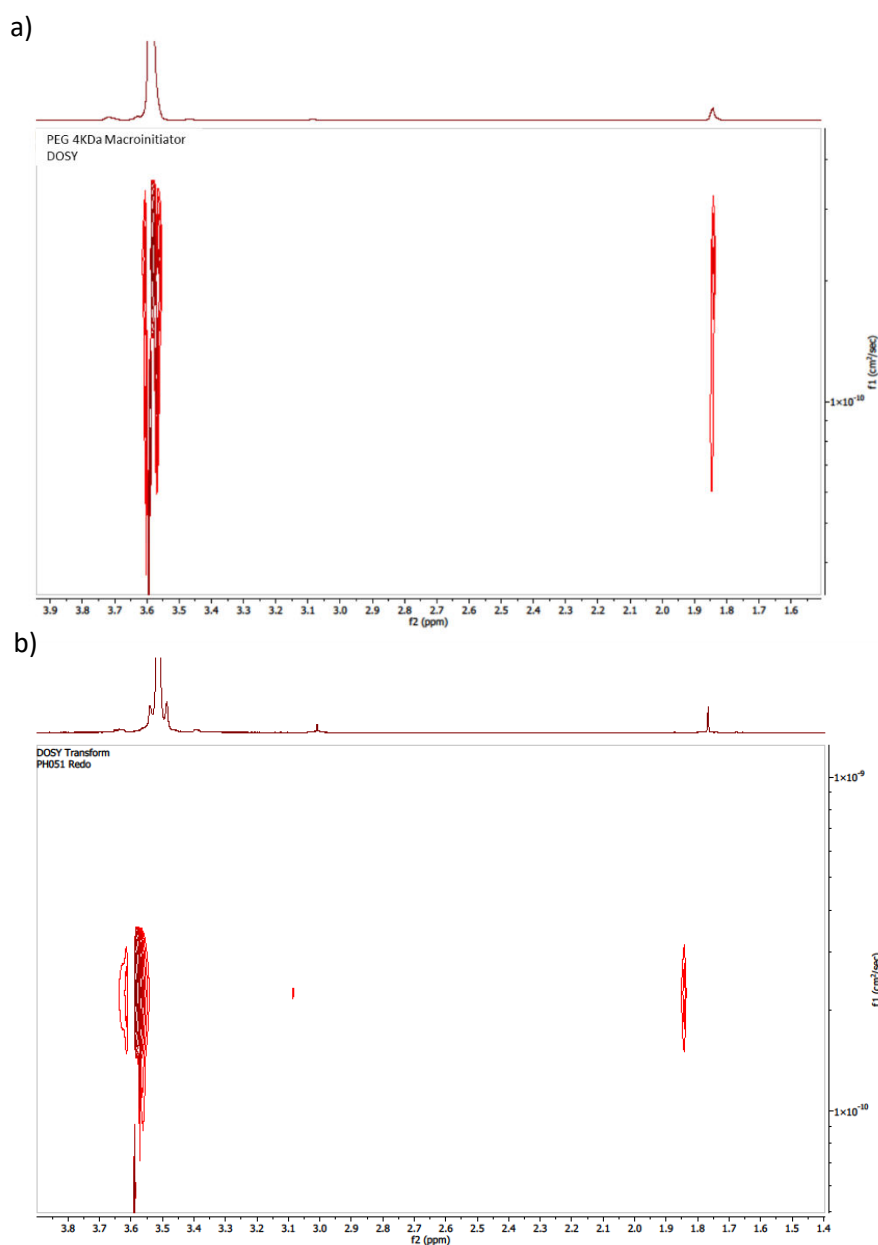 a)
PEG 4KDa Macroinitiator
DOSY
1×10⁻¹⁰
f1 (cm²/sec)
3.9 3.8 3.7 3.6 3.5 3.4 3.3 3.2 3.1 3.0 2.9 2.8 2.7 2.6 2.5 2.4 2.3 2.2 2.1 2.0 1.9 1.8 1.7 1.6
f2 (ppm)
b)
DOSY Transform
PH051 Redo
1×10⁻⁹
f1 (cm²/sec)
1×10⁻¹⁰
3.8 3.7 3.6 3.5 3.4 3.3 3.2 3.1 3.0 2.9 2.8 2.7 2.6 2.5 2.4 2.3 2.2 2.1 2.0 1.9 1.8 1.7 1.6 1.5 1.4
f2 (ppm)